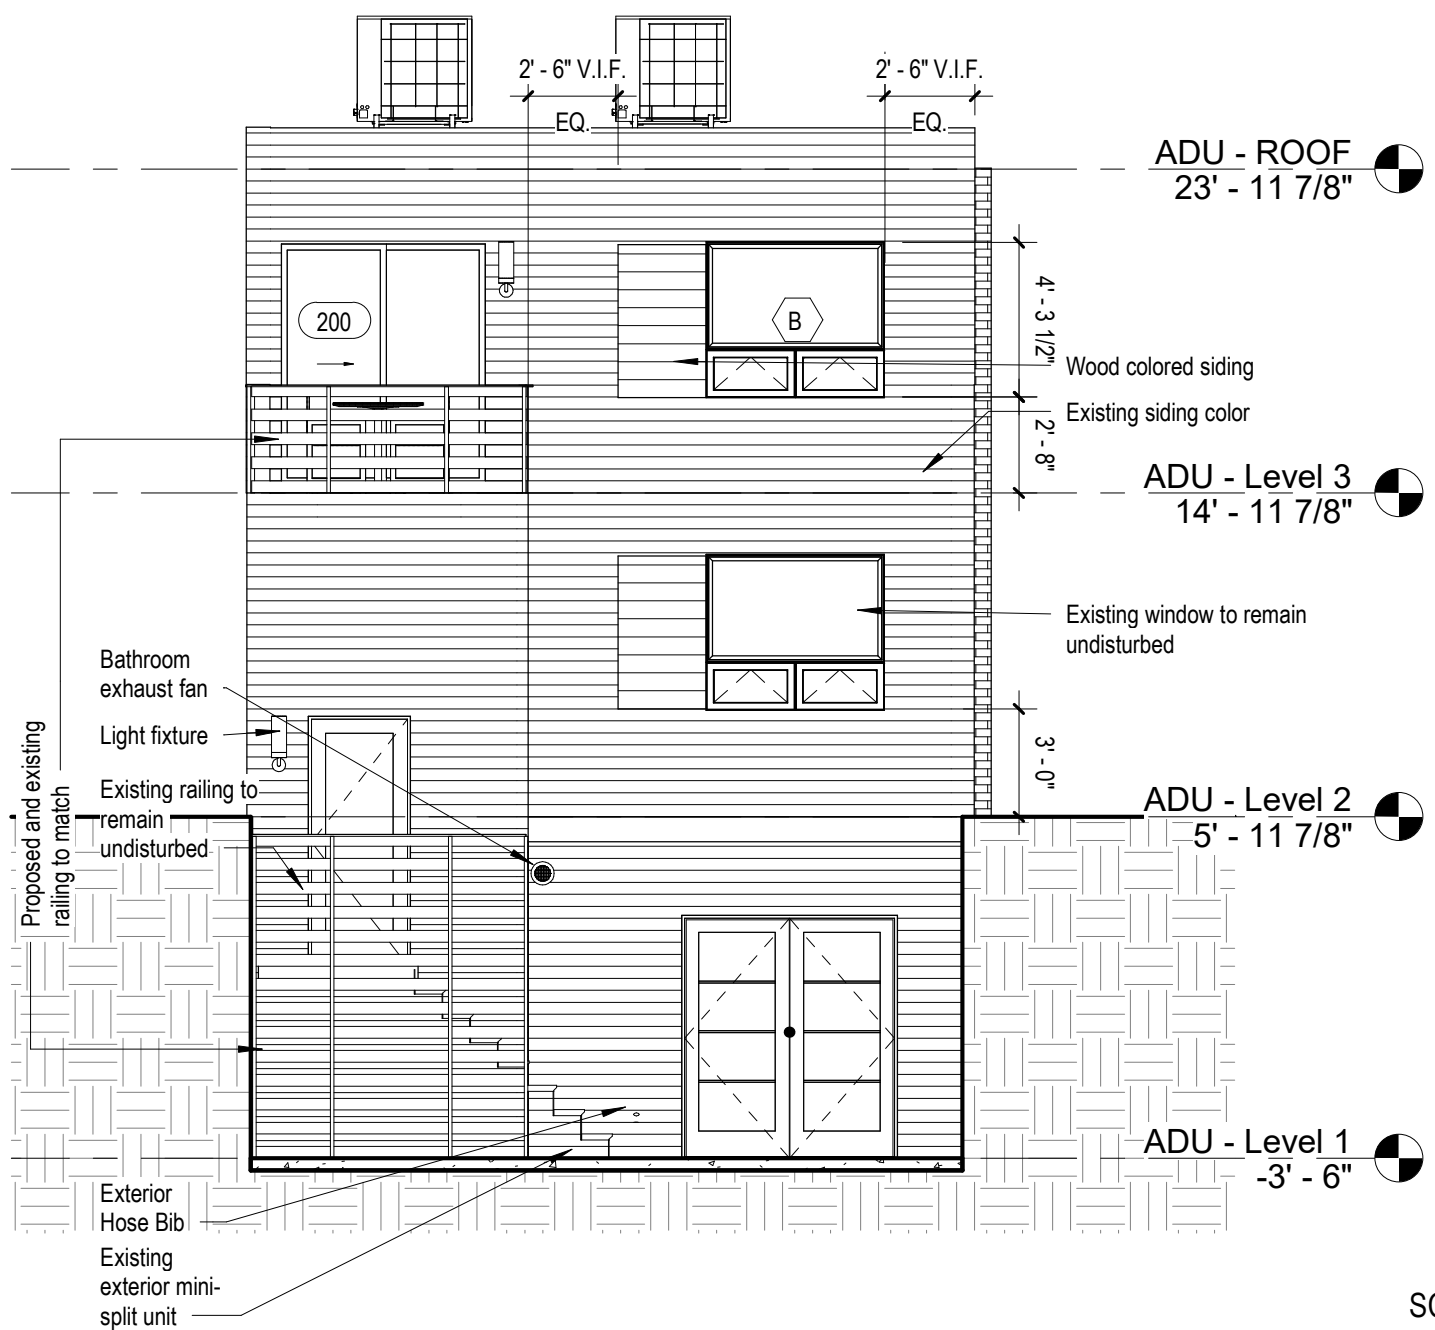 2' - 6" V.I.F.
EQ.
2' - 6" V.I.F.
EQ.
ADU - ROOF
23' - 11 7/8"
200
B
4' - 3 1/2"
Wood colored siding
Existing siding color
2' - 8"
ADU - Level 3
14' - 11 7/8"
Existing window to remain
undisturbed
Bathroom
exhaust fan
Light fixture
Existing railing to
remain
undisturbed
Proposed and existing
railing to match
3' - 0"
ADU - Level 2
5' - 11 7/8"
ADU - Level 1
-3' - 6"
Exterior
Hose Bib
Existing
exterior mini-
split unit